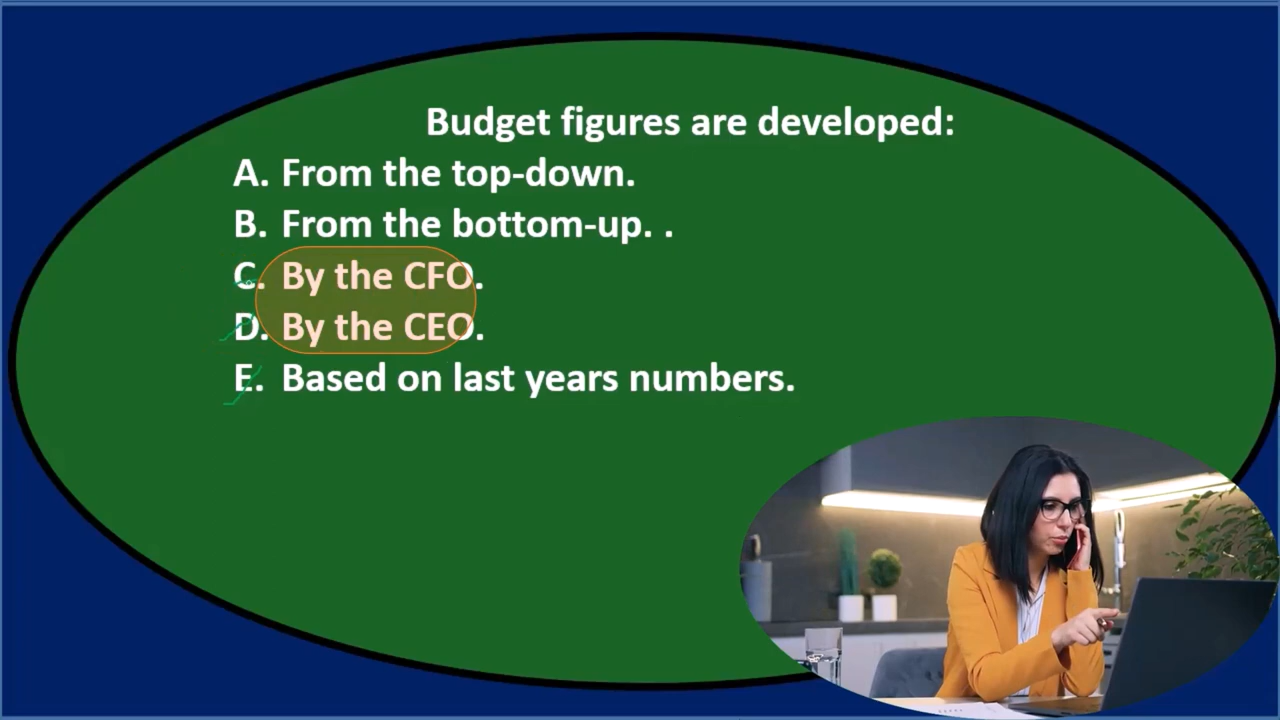 Budget figures are developed:
A. From the top-down.
B. From the bottom-up. .
C. By the CFO.
D. By the CEO.
E. Based on last years numbers.